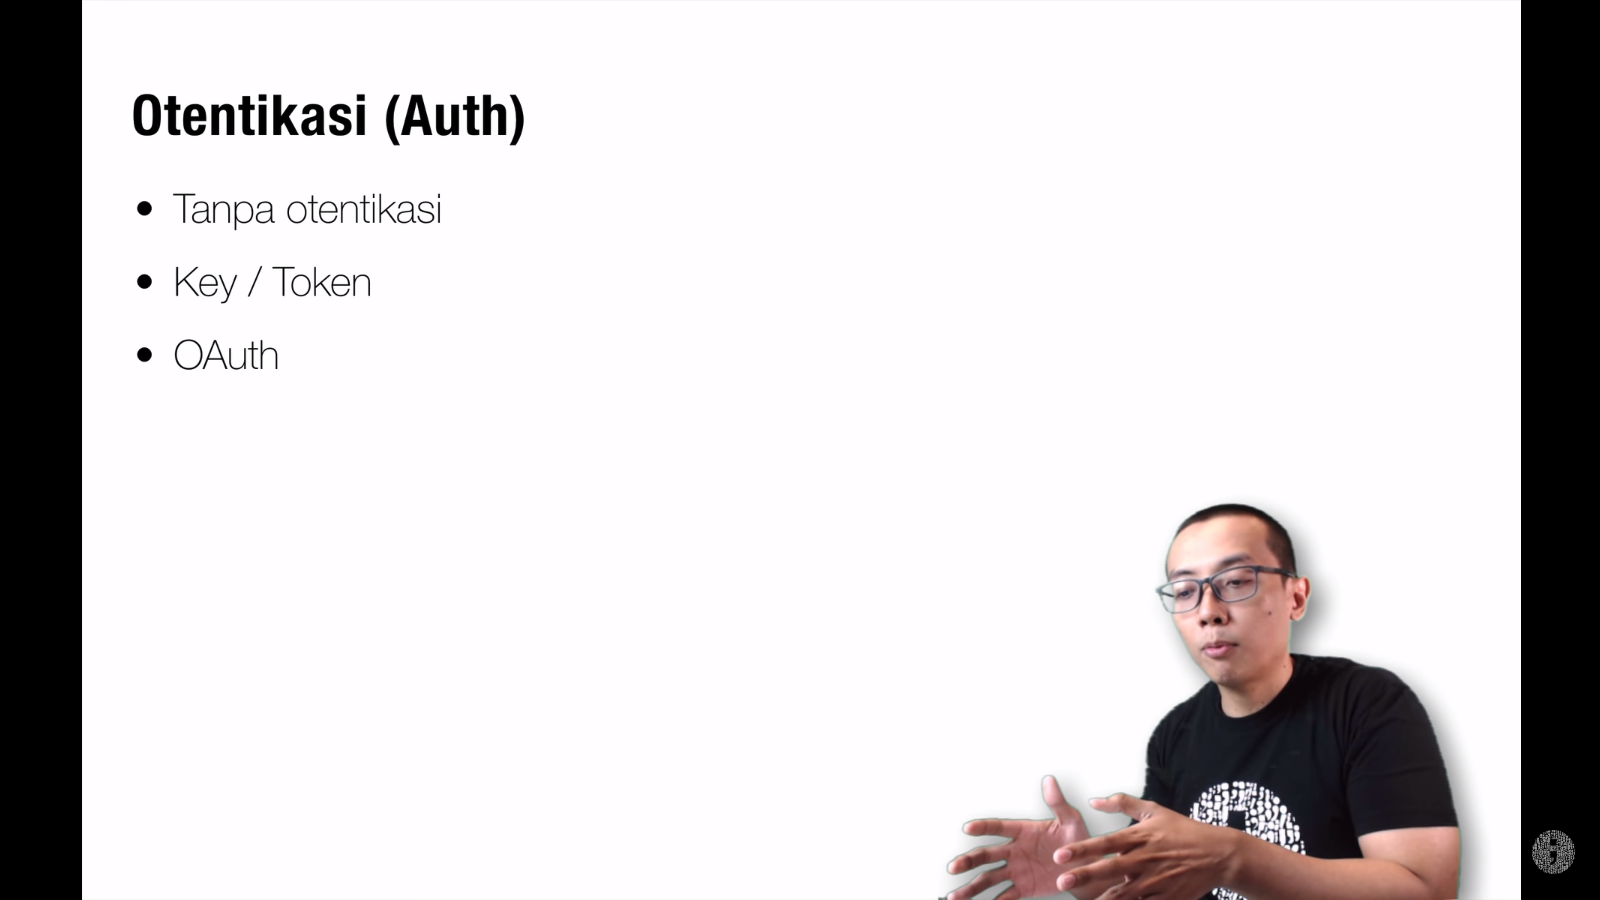 Otentikasi (Auth)
• Tanpa otentikasi
• Key / Token
• OAuth